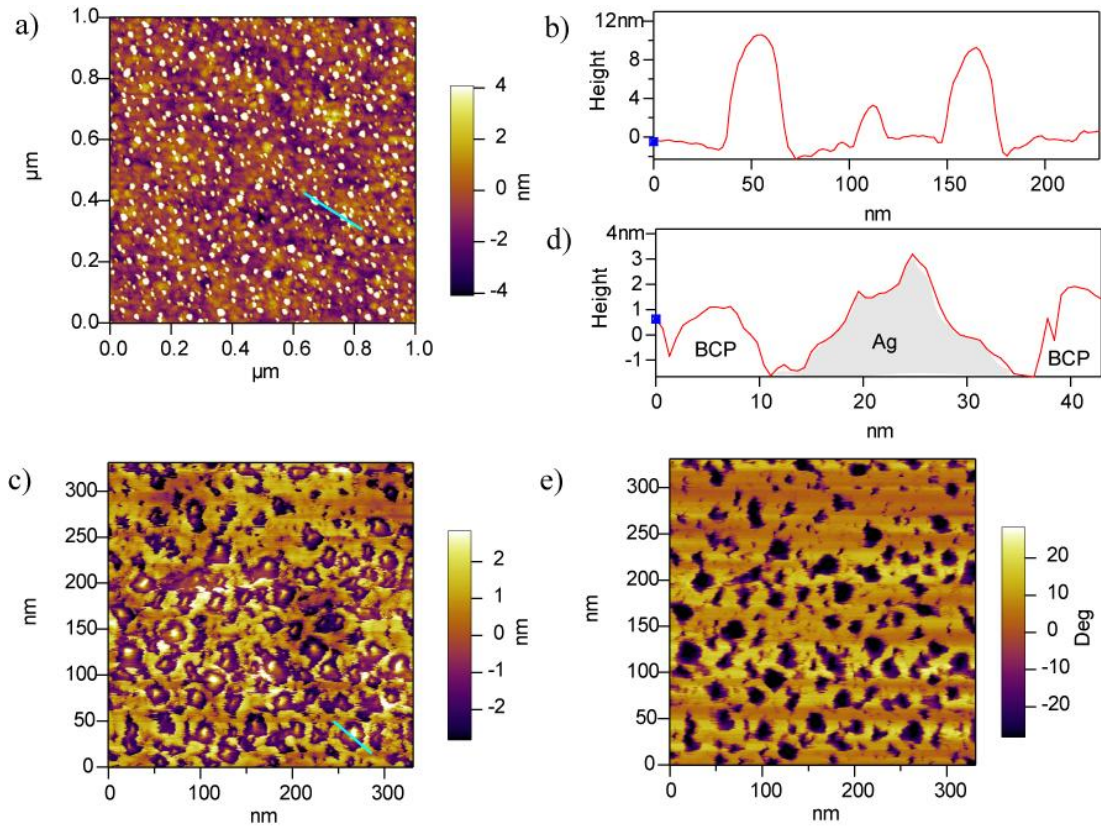 a)
1.0
0.8
0.6
0.4
0.2
0.0
µm
0.0 0.2 0.4 0.6 0.8 1.0
µm
4
2
0
-2
-4
nm
b)
12nm
8
4
0
Height
0 50 100 150 200
nm
d)
4nm
3
2
1
0
-1
Height
BCP Ag BCP
0 10 20 30 40
nm
c)
300
250
200
150
100
50
0
nm
0 100 200 300
nm
2
1
0
-1
-2
nm
e)
300
250
200
150
100
50
0
nm
0 100 200 300
nm
20
10
0
-10
-20
Deg